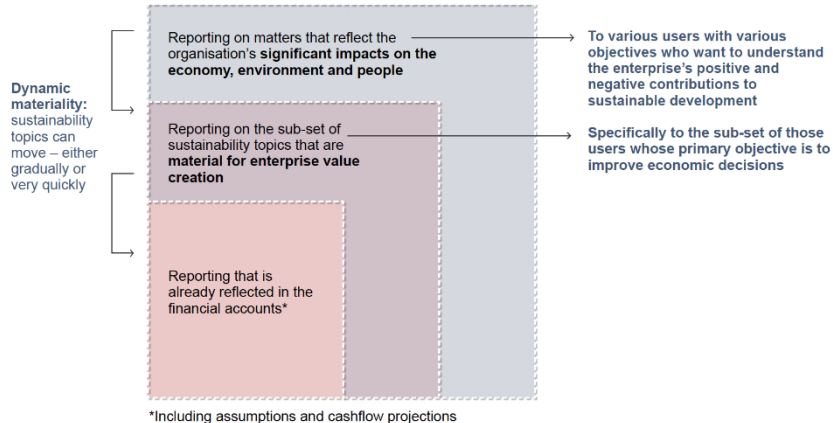 Reporting on matters that reflect the
organisation's significant impacts on the
economy, environment and people
To various users with various
objectives who want to understand
the enterprise's positive and
negative contributions to
sustainable development
Dynamic
materiality:
sustainability
topics can
move – either
gradually or
very quickly
Reporting on the sub-set of
sustainability topics that are
material for enterprise value
creation
Specifically to the sub-set of those
users whose primary objective is to
improve economic decisions
Reporting that is
already reflected in the
financial accounts*
*Including assumptions and cashflow projections